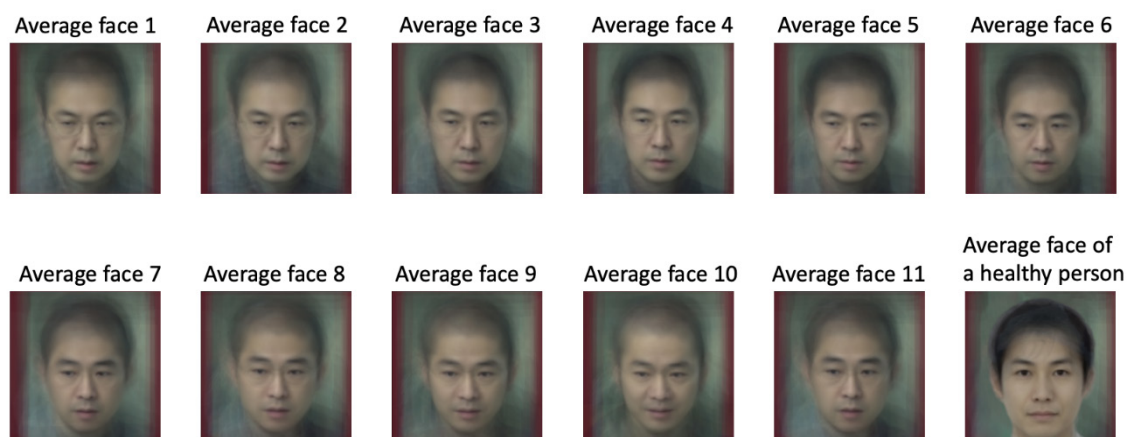 Average face 1
Average face 2
Average face 3
Average face 4
Average face 5
Average face 6
Average face 7
Average face 8
Average face 9
Average face 10
Average face 11
Average face of
a healthy person